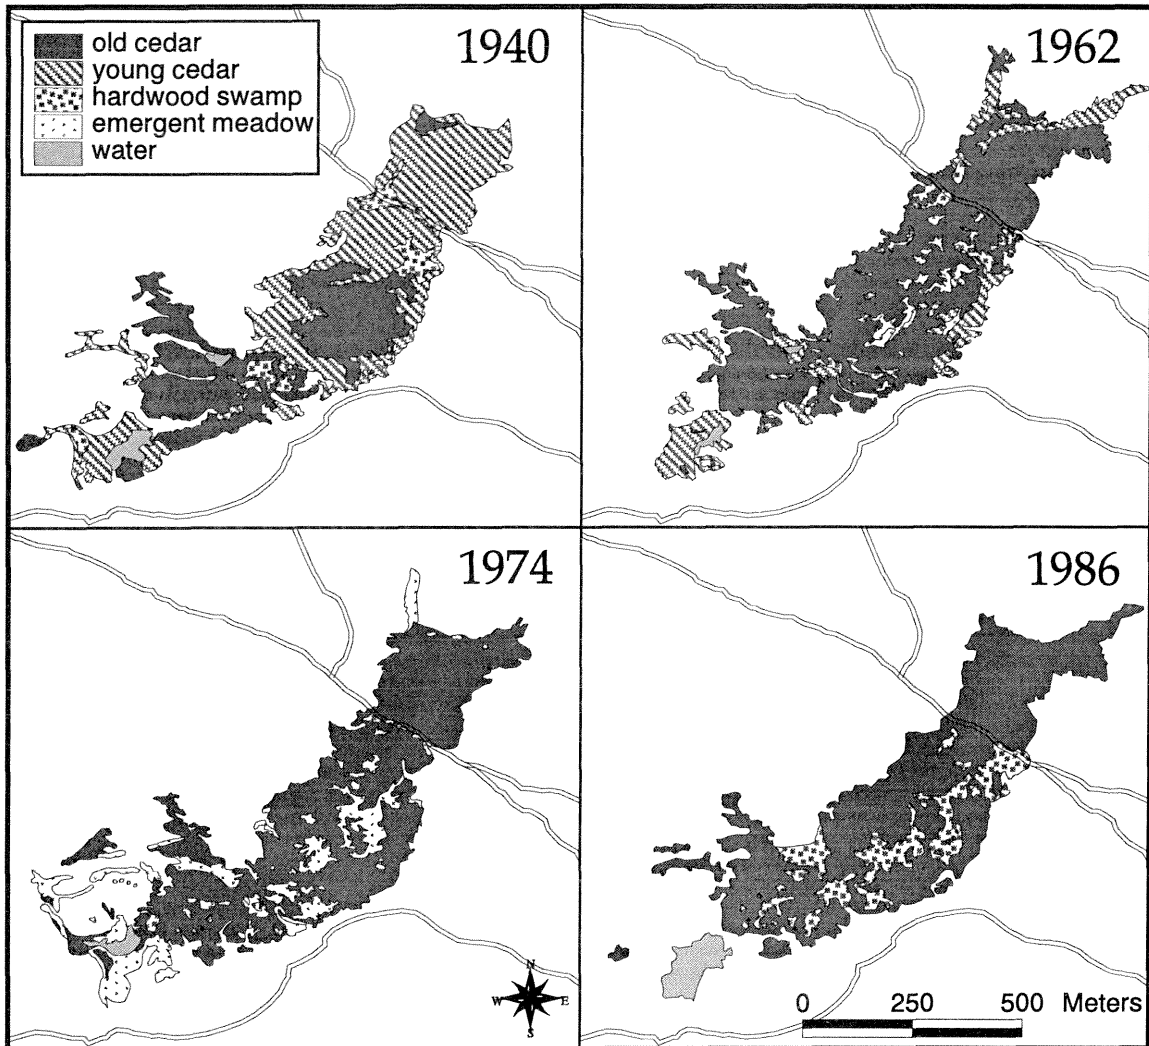 old cedar
young cedar
hardwood swamp
emergent meadow
water
1940
1962
1974
1986
N
W E
S
0 250 500 Meters